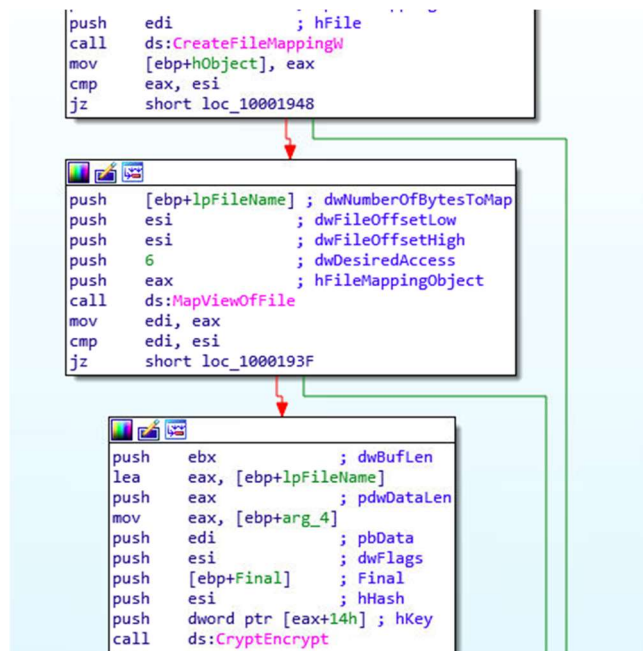 push edi ; hFile
call ds:CreateFileMappingW
mov [ebp+hObject], eax
cmp eax, esi
jz short loc_10001948
push [ebp+lpFileName] ; dwNumberOfBytesToMap
push esi ; dwFileOffsetLow
push esi ; dwFileOffsetHigh
push 6 ; dwDesiredAccess
push eax ; hFileMappingObject
call ds:MapViewOfFile
mov edi, eax
cmp edi, esi
jz short loc_1000193F
push ebx ; dwBufLen
lea eax, [ebp+lpFileName]
push eax ; pdwDataLen
mov eax, [ebp+arg_4]
push edi ; pbData
push esi ; dwFlags
push [ebp+Final] ; Final
push esi ; hHash
push dword ptr [eax+14h] ; hKey
call ds:CryptEncrypt